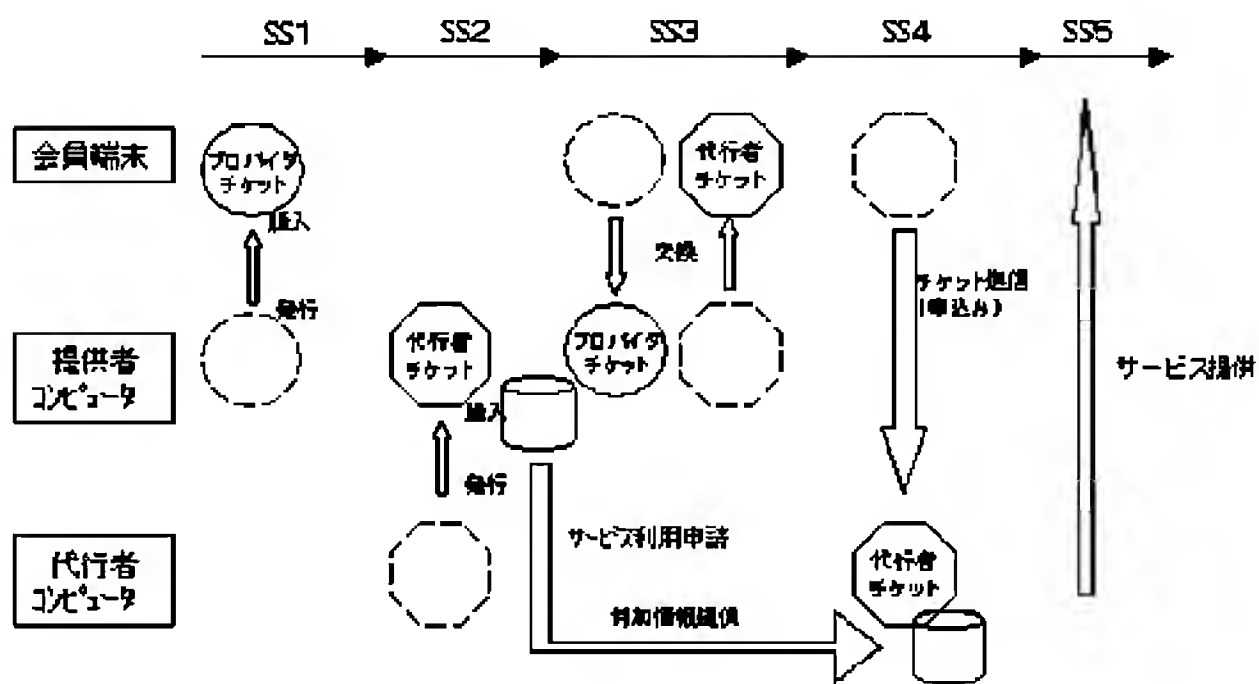 SS1 SS2 SS3 SS4 SS5
会員端末
プロバイダ
チケット
購入
発行
代行者
チケット
交換
チケット送信
(申込み)
提供者
コンピュータ
代行者
チケット
購入
発行
プロバイダ
チケット
サービス提供
サービス利用申請
代行者
コンピュータ
付加情報提供
代行者
チケット